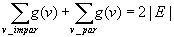 ∑g(v) + ∑g(v) = 2 | E |
v_impar v_par